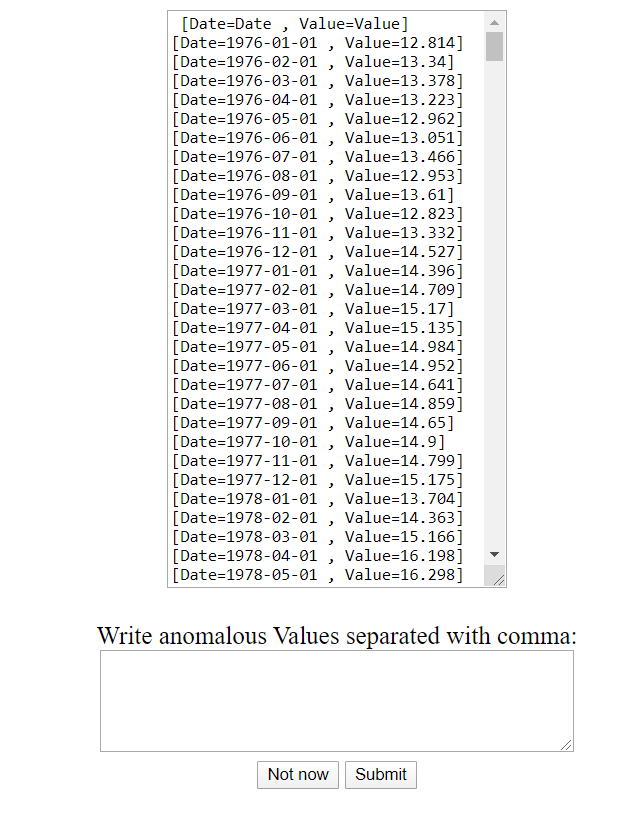 [Date=Date , Value=Value]
[Date=1976-01-01 , Value=12.814]
[Date=1976-02-01 , Value=13.34]
[Date=1976-03-01 , Value=13.378]
[Date=1976-04-01 , Value=13.223]
[Date=1976-05-01 , Value=12.962]
[Date=1976-06-01 , Value=13.051]
[Date=1976-07-01 , Value=13.466]
[Date=1976-08-01 , Value=12.953]
[Date=1976-09-01 , Value=13.61]
[Date=1976-10-01 , Value=12.823]
[Date=1976-11-01 , Value=13.332]
[Date=1976-12-01 , Value=14.527]
[Date=1977-01-01 , Value=14.396]
[Date=1977-02-01 , Value=14.709]
[Date=1977-03-01 , Value=15.17]
[Date=1977-04-01 , Value=15.135]
[Date=1977-05-01 , Value=14.984]
[Date=1977-06-01 , Value=14.952]
[Date=1977-07-01 , Value=14.641]
[Date=1977-08-01 , Value=14.859]
[Date=1977-09-01 , Value=14.65]
[Date=1977-10-01 , Value=14.9]
[Date=1977-11-01 , Value=14.799]
[Date=1977-12-01 , Value=15.175]
[Date=1978-01-01 , Value=13.704]
[Date=1978-02-01 , Value=14.363]
[Date=1978-03-01 , Value=15.166]
[Date=1978-04-01 , Value=16.198]
[Date=1978-05-01 , Value=16.298]
Write anomalous Values separated with comma:
Not now Submit